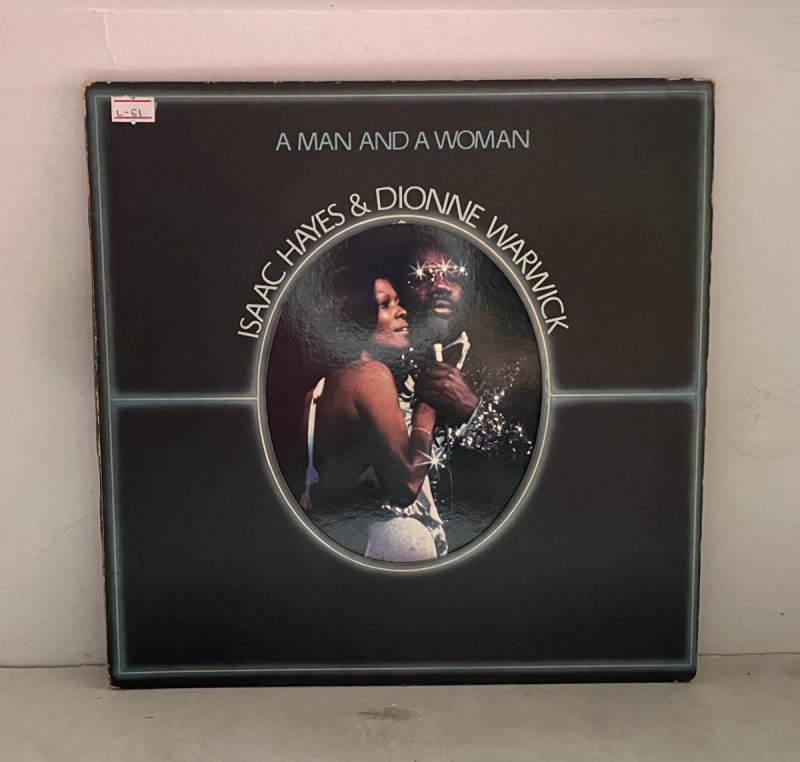 L-61
A MAN AND A WOMAN
ISAAC HAYES & DIONNE WARWICK